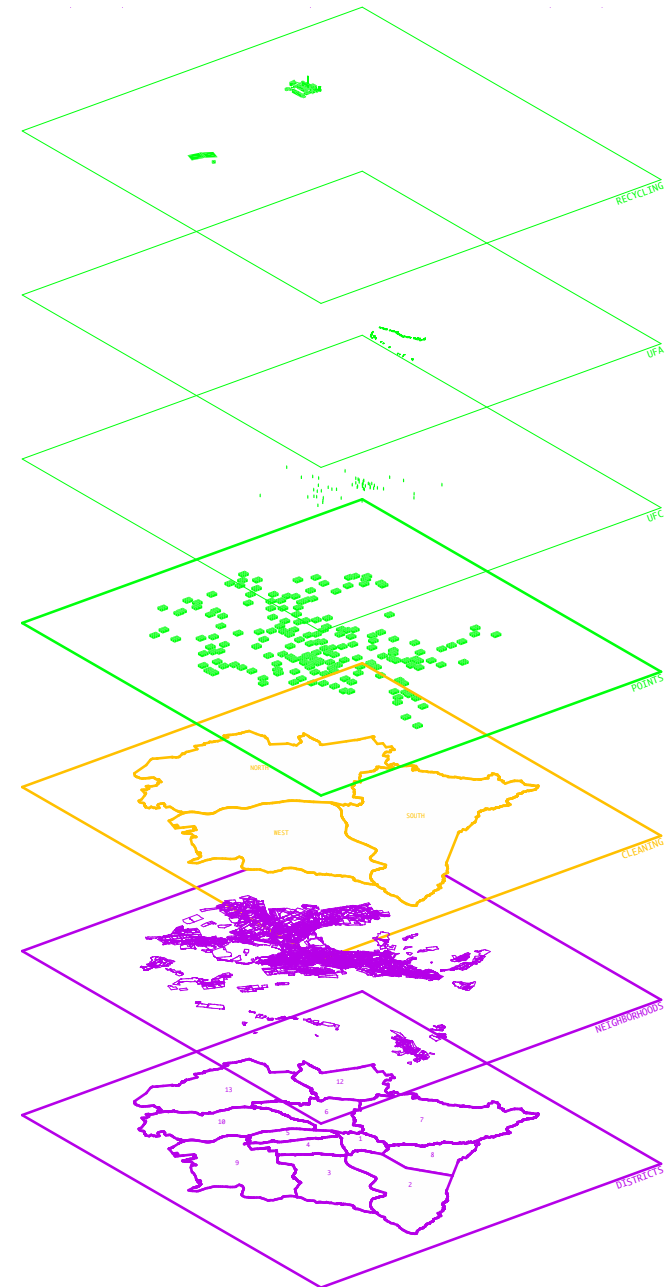 RECYCLING
UFA
UFC
POINTS
NORTH
SOUTH
WEST
CLEANING
NEIGHBORHOODS
12
13
6
7
10
5
1
4
8
9
3
2
DISTRICTS